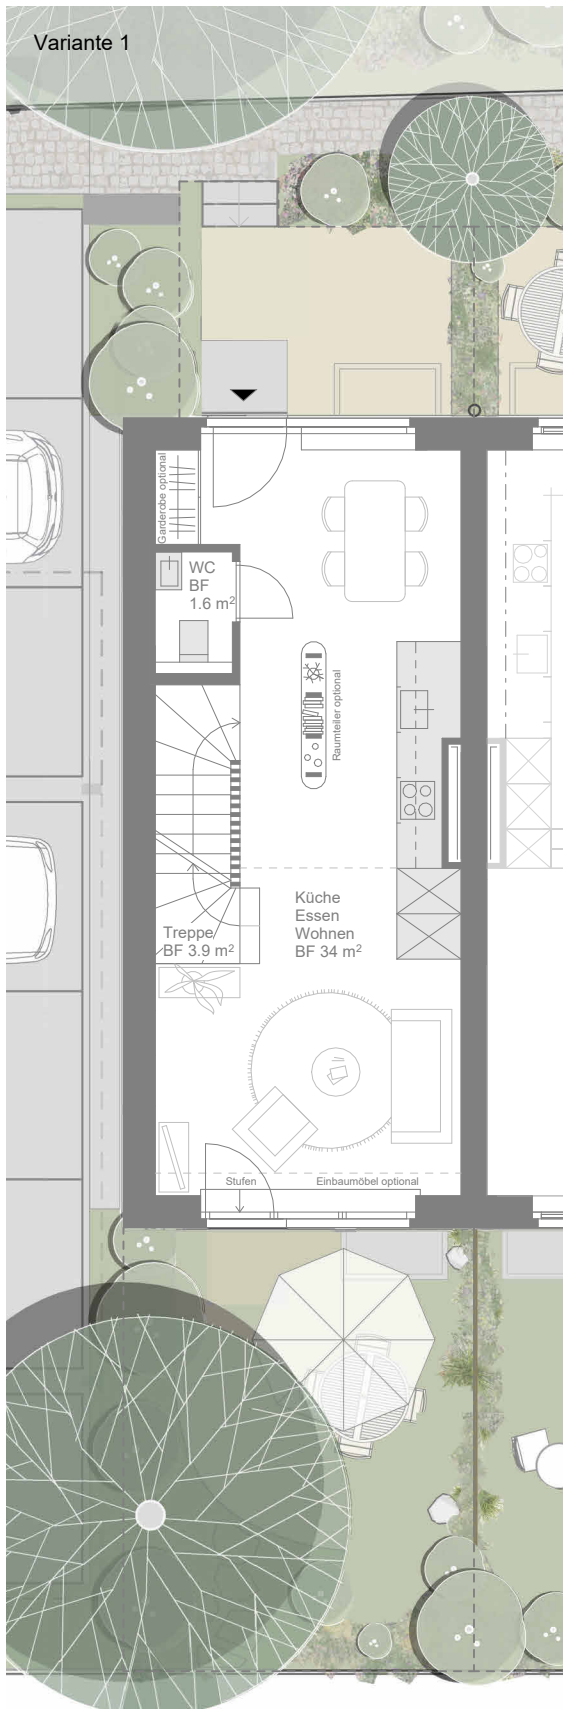 Variante 1
Garderobe optional
WC
BF
1.6 m²
Raumteiler optional
Küche
Essen
Wohnen
BF 34 m²
Treppe
BF 3.9 m²
Stufen
Einbaumöbel optional